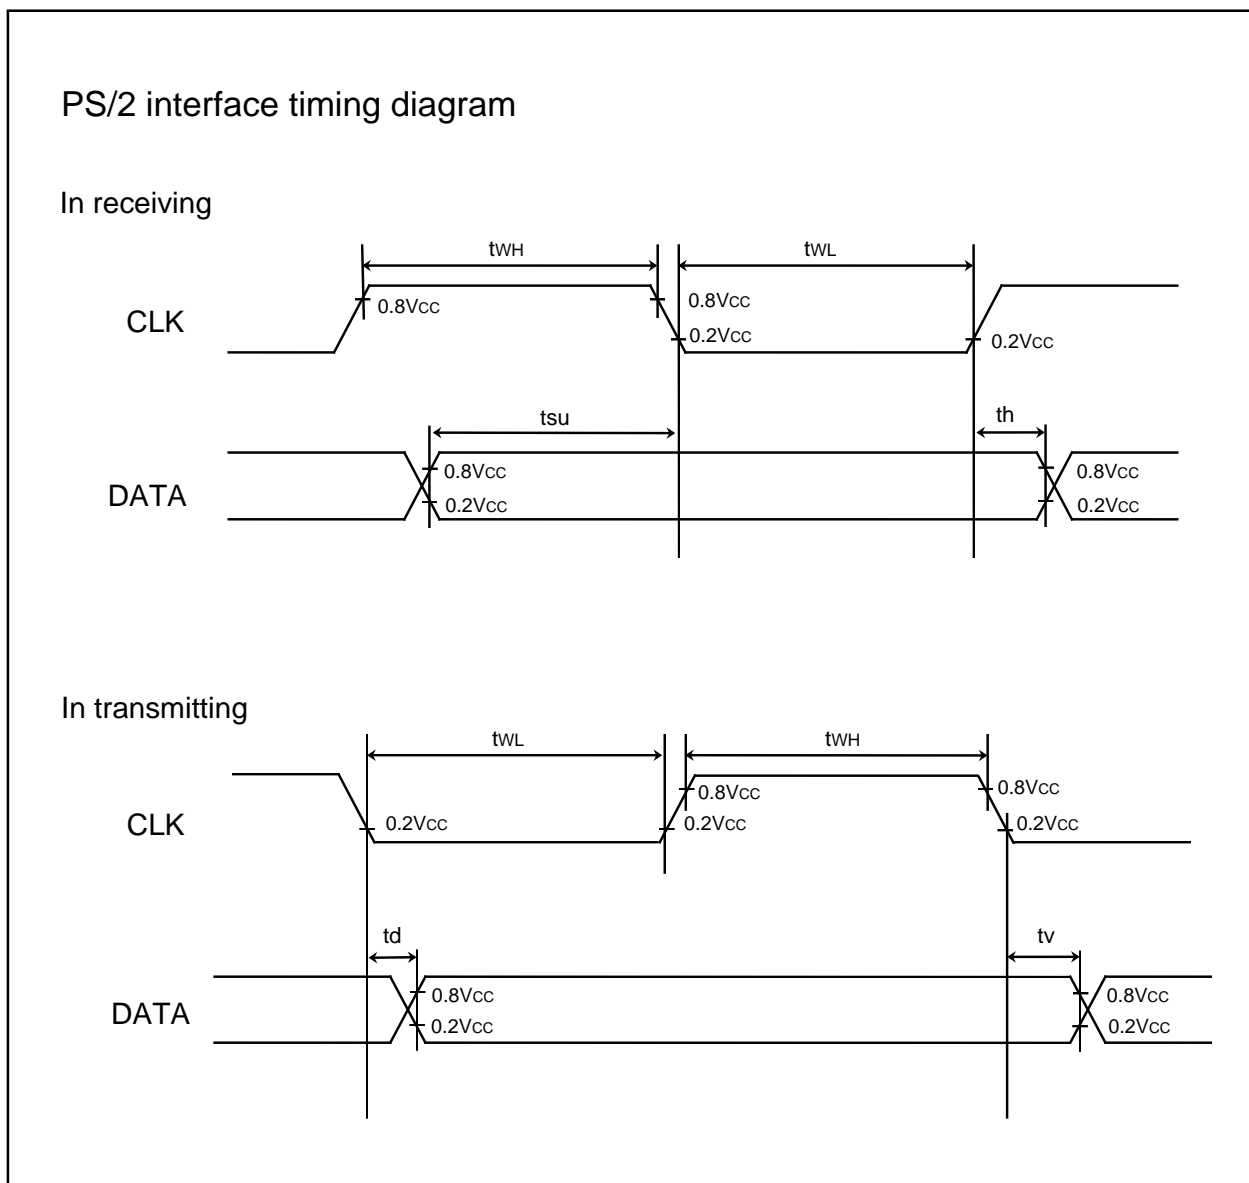 PS/2 interface timing diagram
In receiving
tWH
tWL
CLK
0.8VCC
0.8VCC
0.2VCC
0.2VCC
tsu
th
DATA
0.8VCC
0.2VCC
0.8VCC
0.2VCC
In transmitting
tWL
tWH
CLK
0.2VCC
0.8VCC
0.2VCC
0.8VCC
0.2VCC
td
tv
DATA
0.8VCC
0.2VCC
0.8VCC
0.2VCC